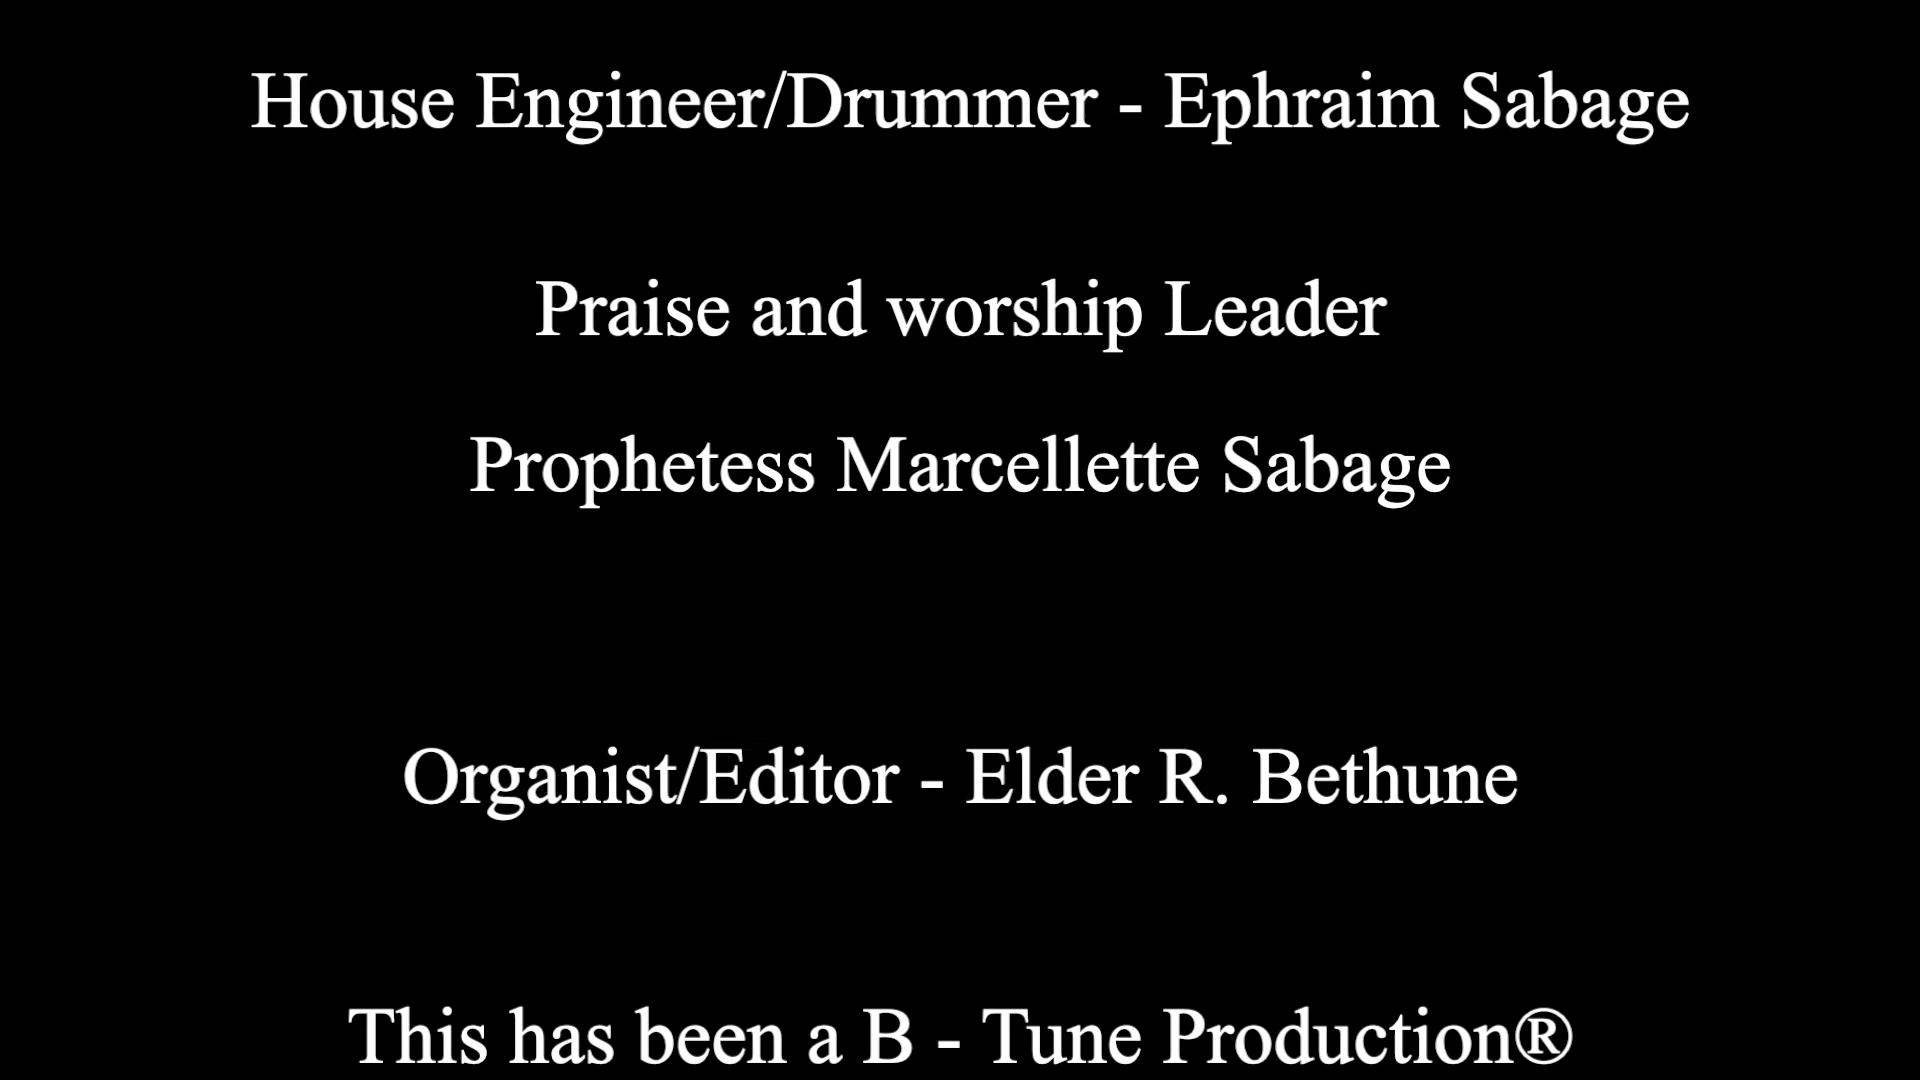 House Engineer/Drummer - Ephraim Sabage
Praise and worship Leader
Prophetess Marcellette Sabage
Organist/Editor - Elder R. Bethune
This has been a B - Tune Production®